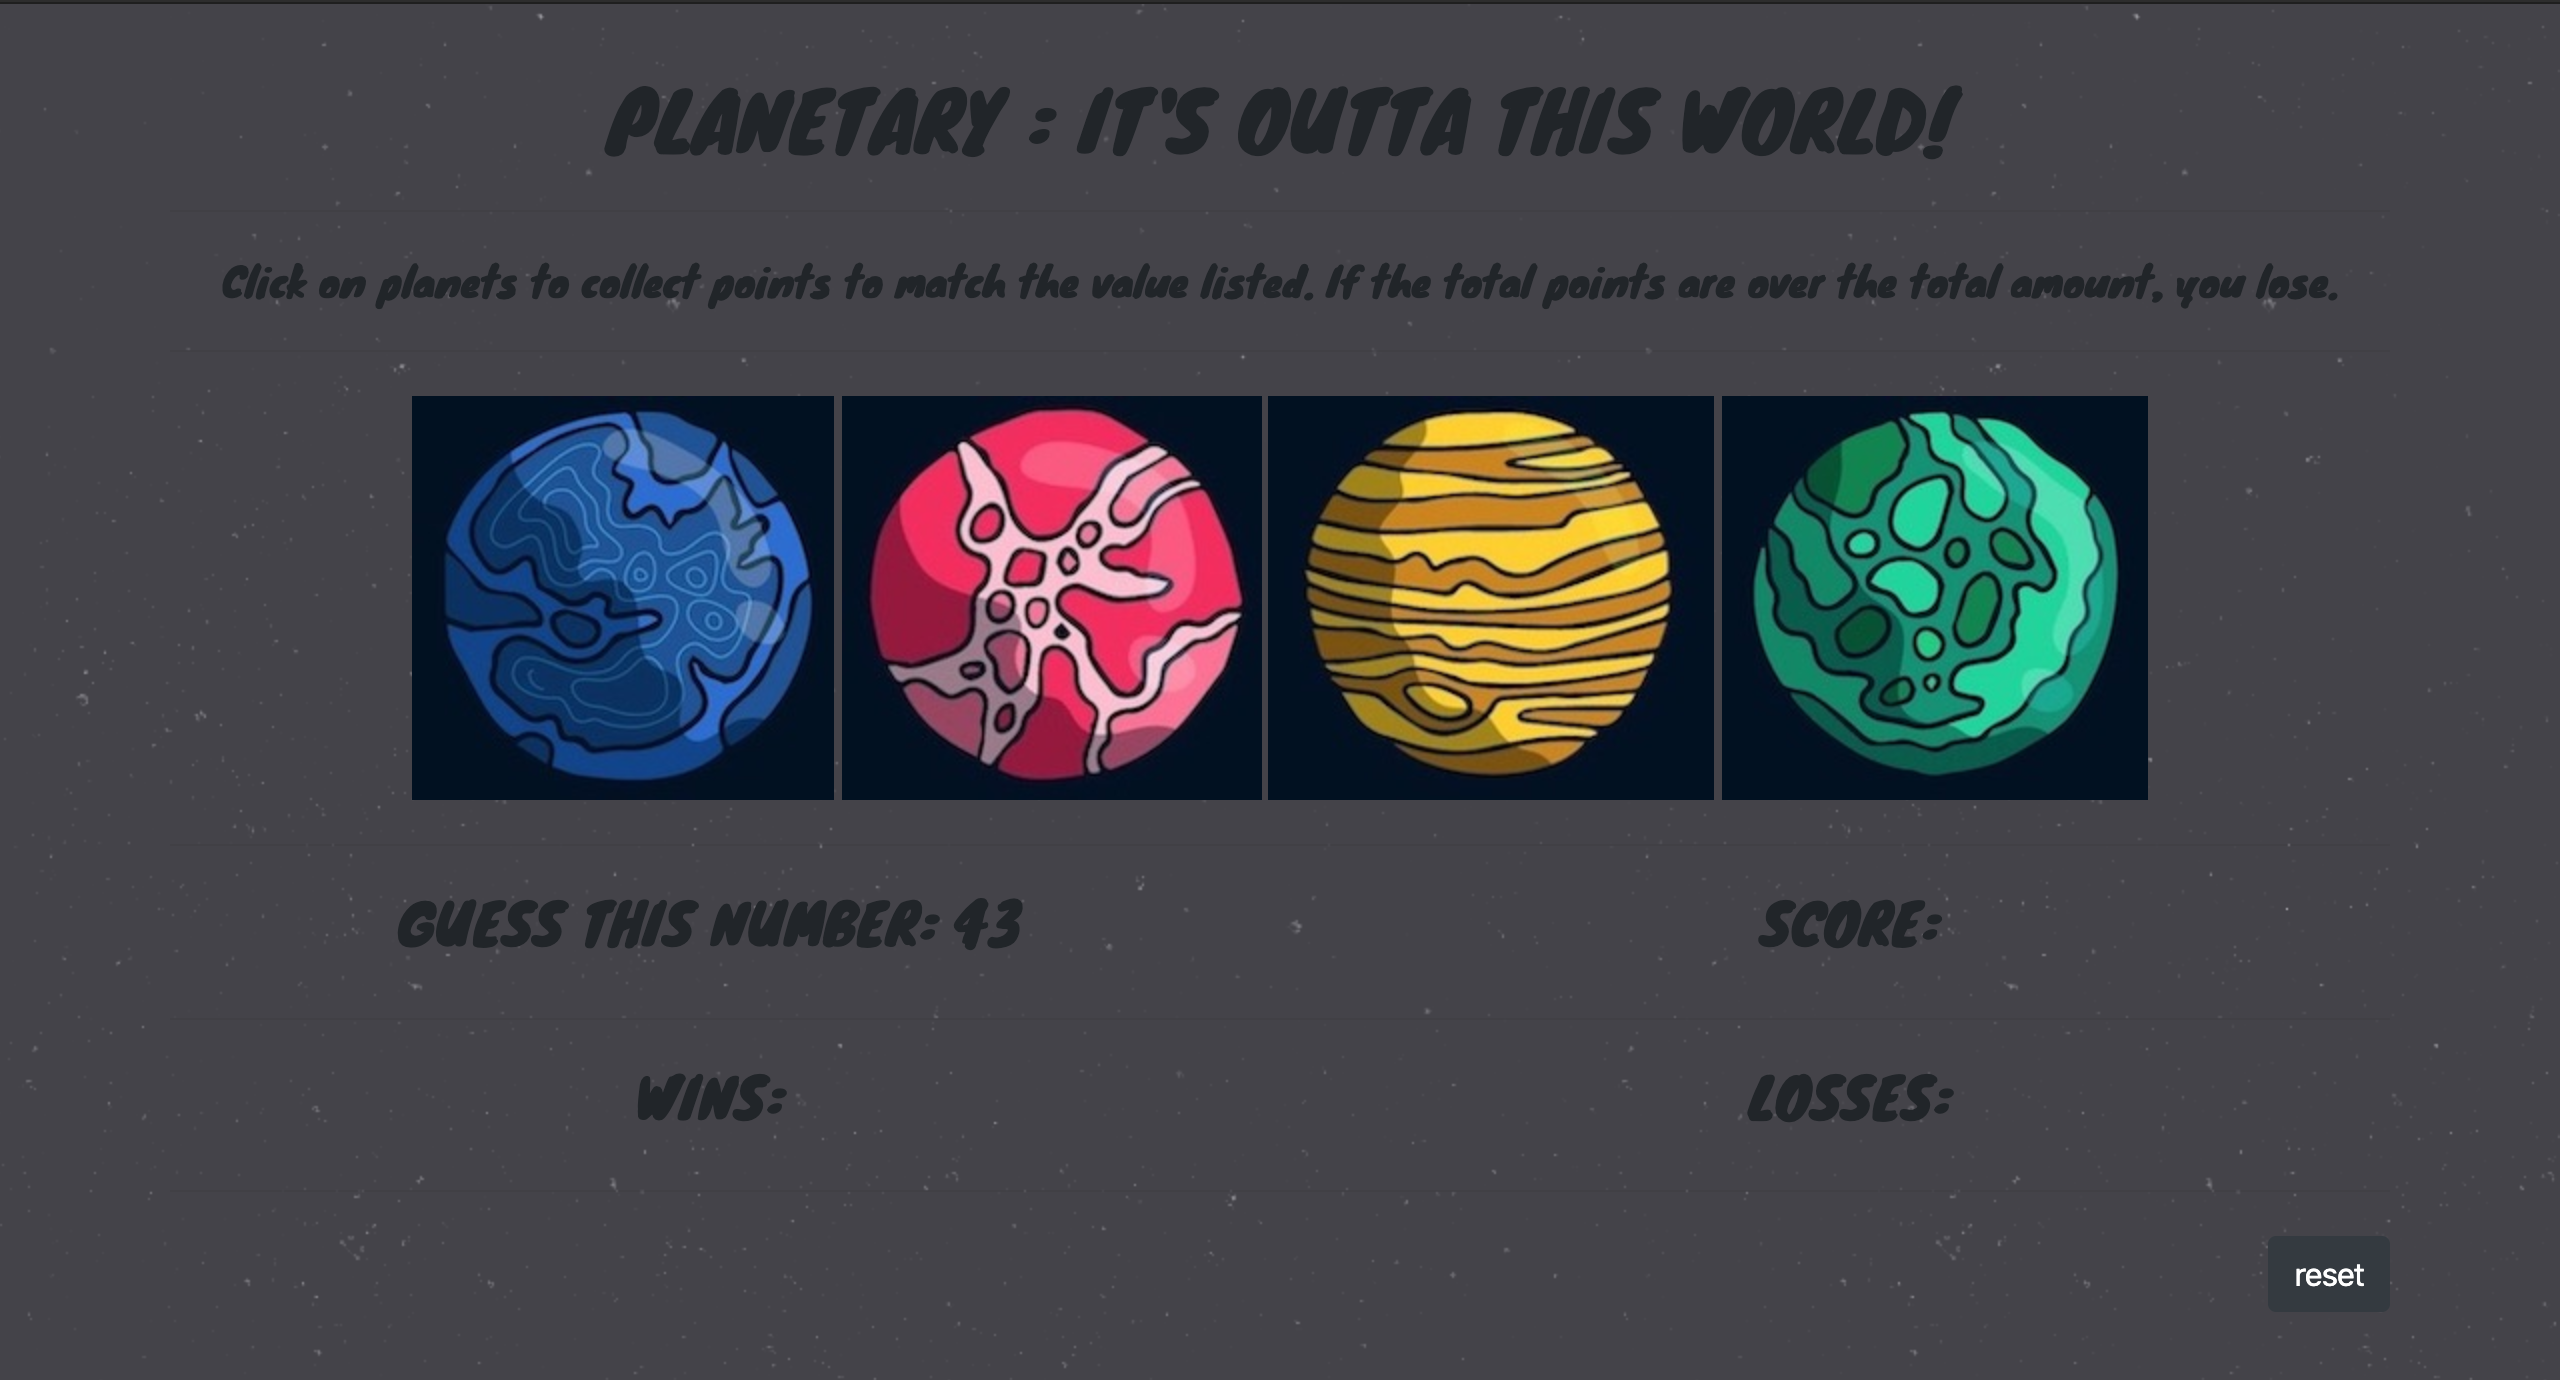 PLANETARY : IT'S OUTTA THIS WORLD!
Click on planets to collect points to match the value listed. If the total points are over the total amount, you lose.
GUESS THIS NUMBER: 43
SCORE:
WINS:
LOSSES:
reset